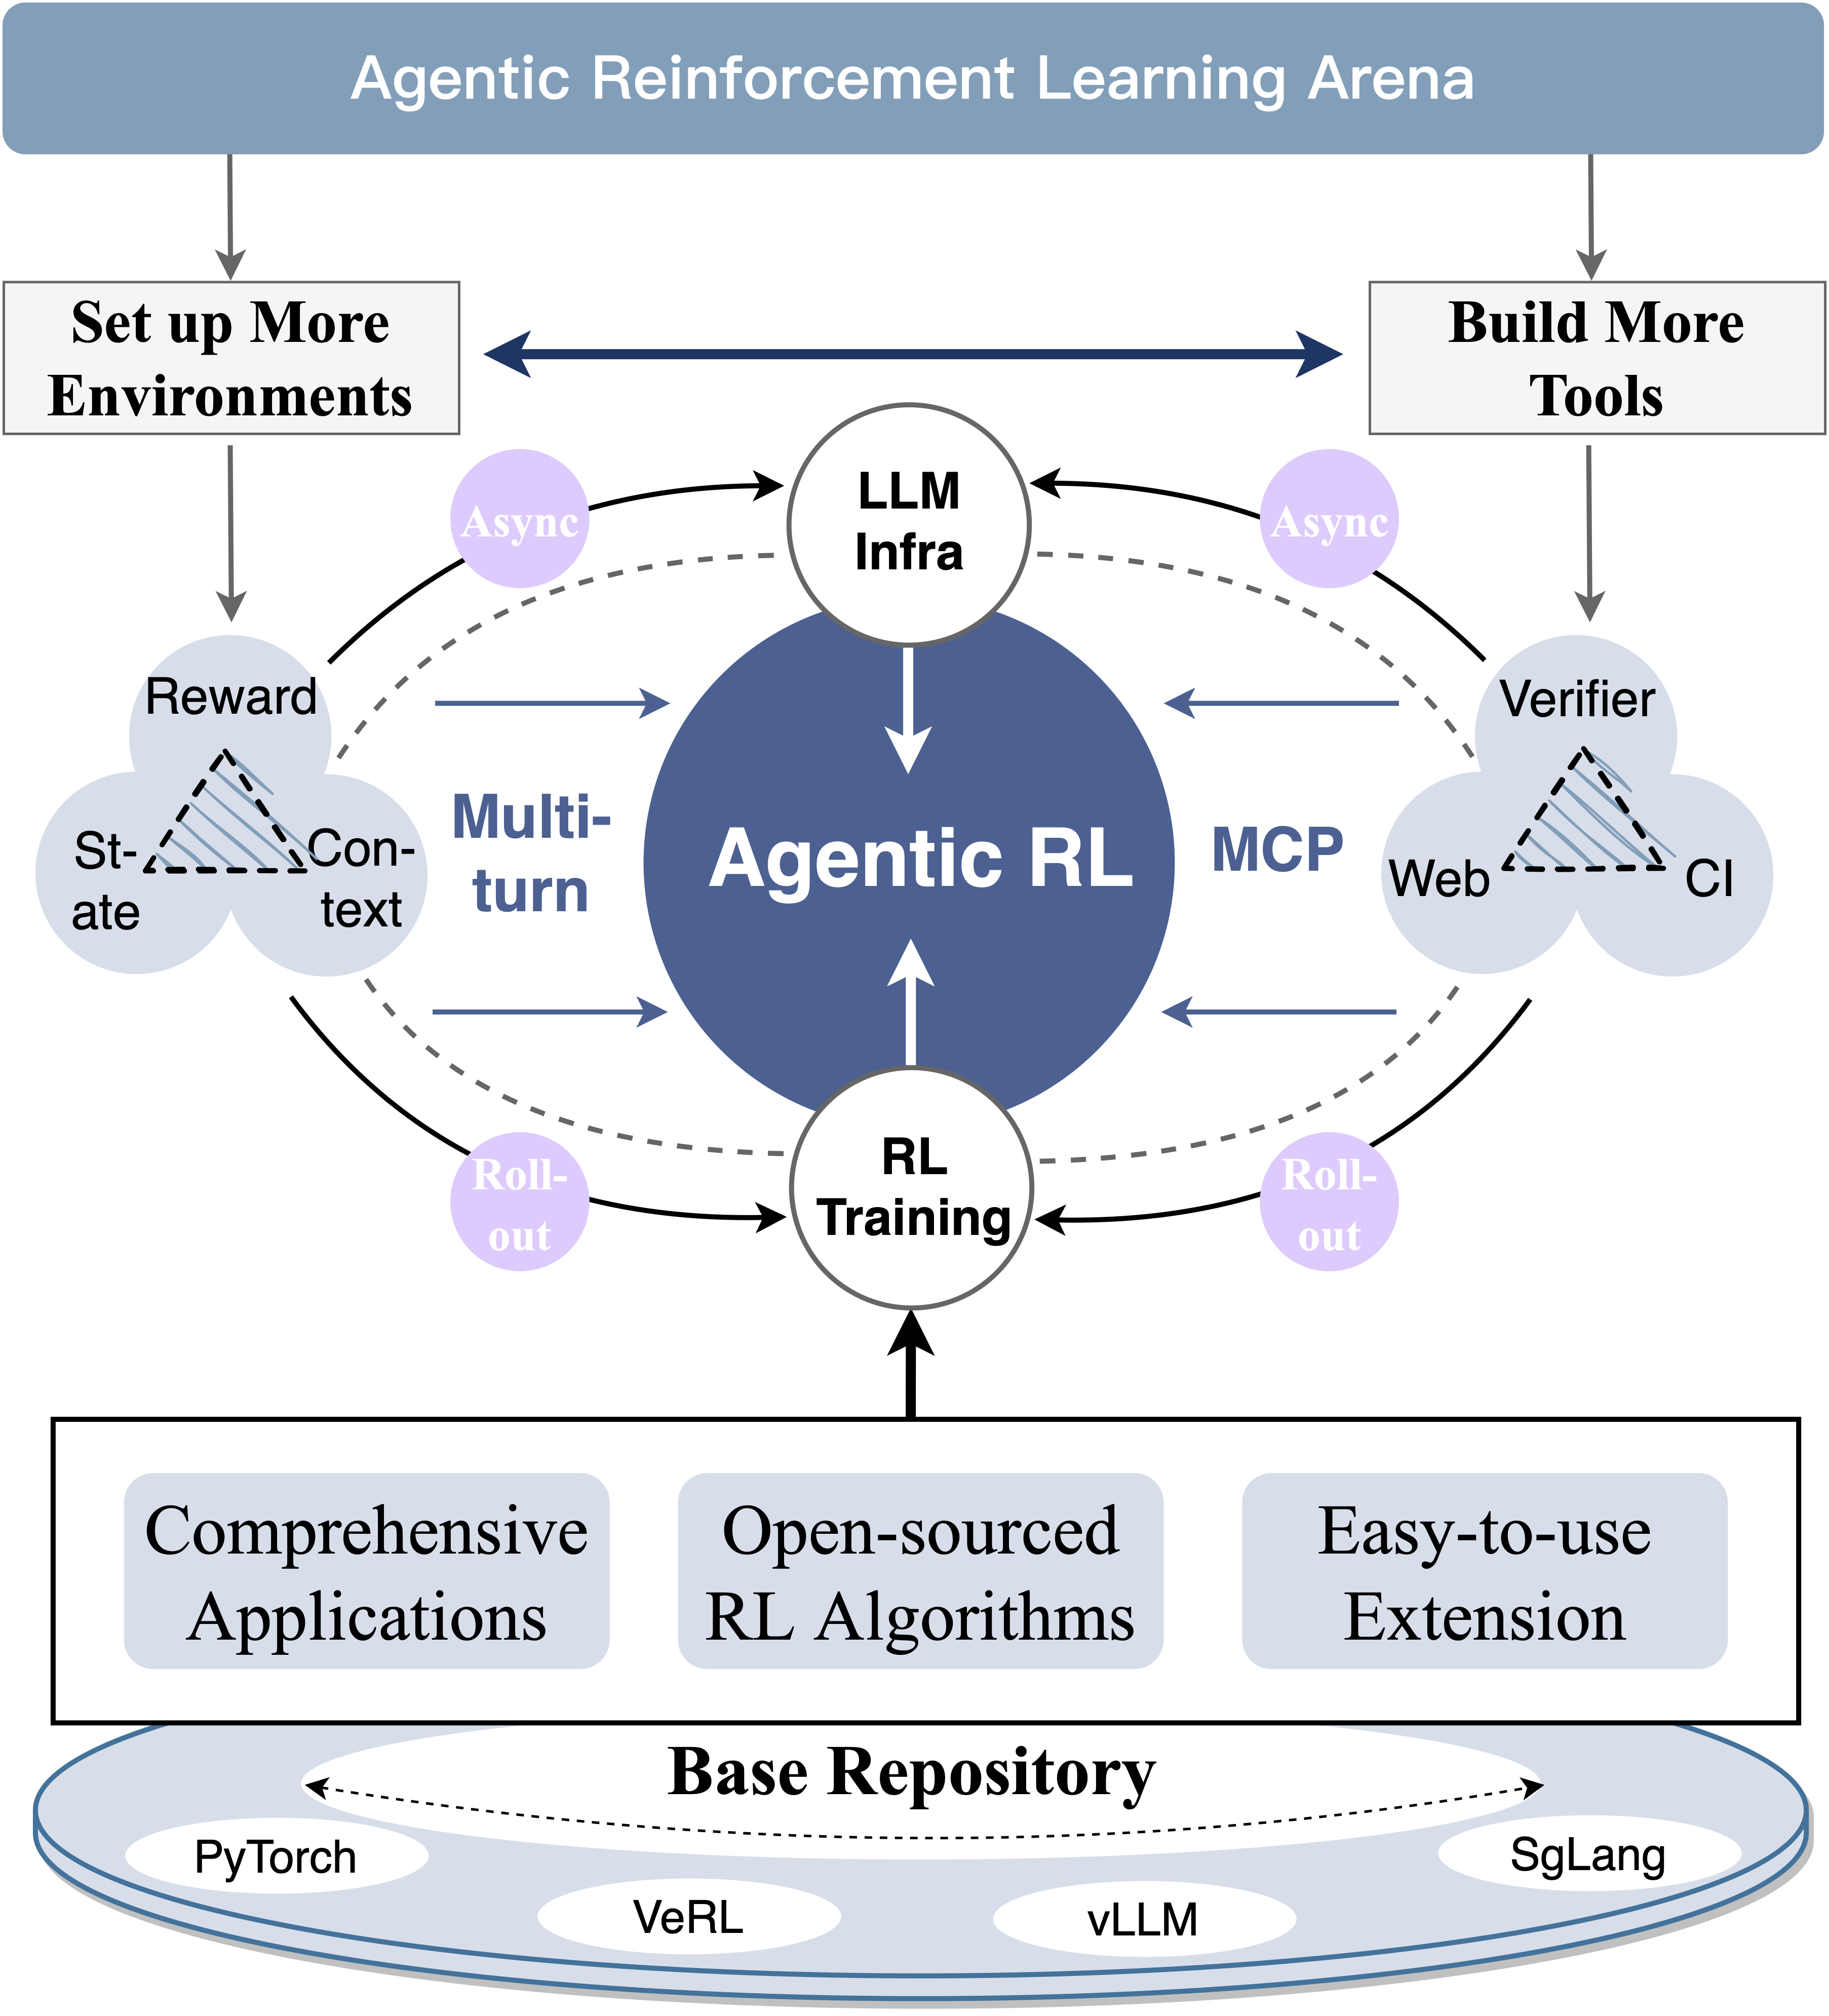 Agentic Reinforcement Learning Arena
Set up More
Environments
Build More
Tools
LLM
Infra
Async
Async
Reward
St-
ate
Con-
text
Multi-
turn
Agentic RL
MCP
Verifier
Web
CI
RL
Training
Roll-
out
Roll-
out
Comprehensive
Applications
Open-sourced
RL Algorithms
Easy-to-use
Extension
Base Repository
PyTorch
VeRL
vLLM
SgLang